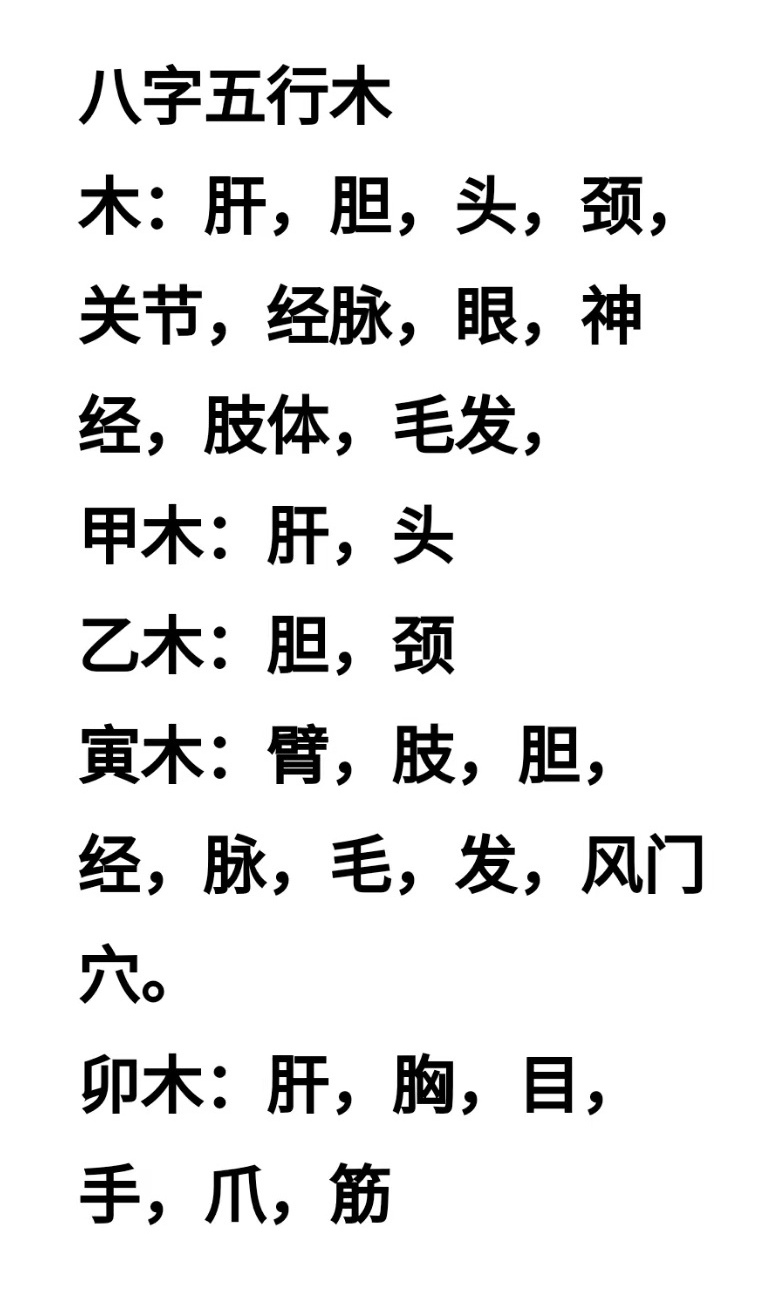 八字五行木
木：肝，胆，头，颈，
关节，经脉，眼，神
经，肢体，毛发，
甲木：肝，头
乙木：胆，颈
寅木：臂，肢，胆，
经，脉，毛，发，风门
穴。
卯木：肝，胸，目，
手，爪，筋